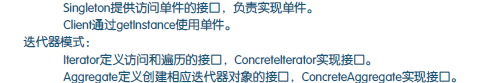 Singleton提供访问单件的接口，负责实现单件。
Client通过getInstance使用单件。
迭代器模式：
Iterator定义访问和遍历的接口，ConcreteIterator实现接口。
Aggregate定义创建相应迭代器对象的接口，ConcreteAggregate实现接口。